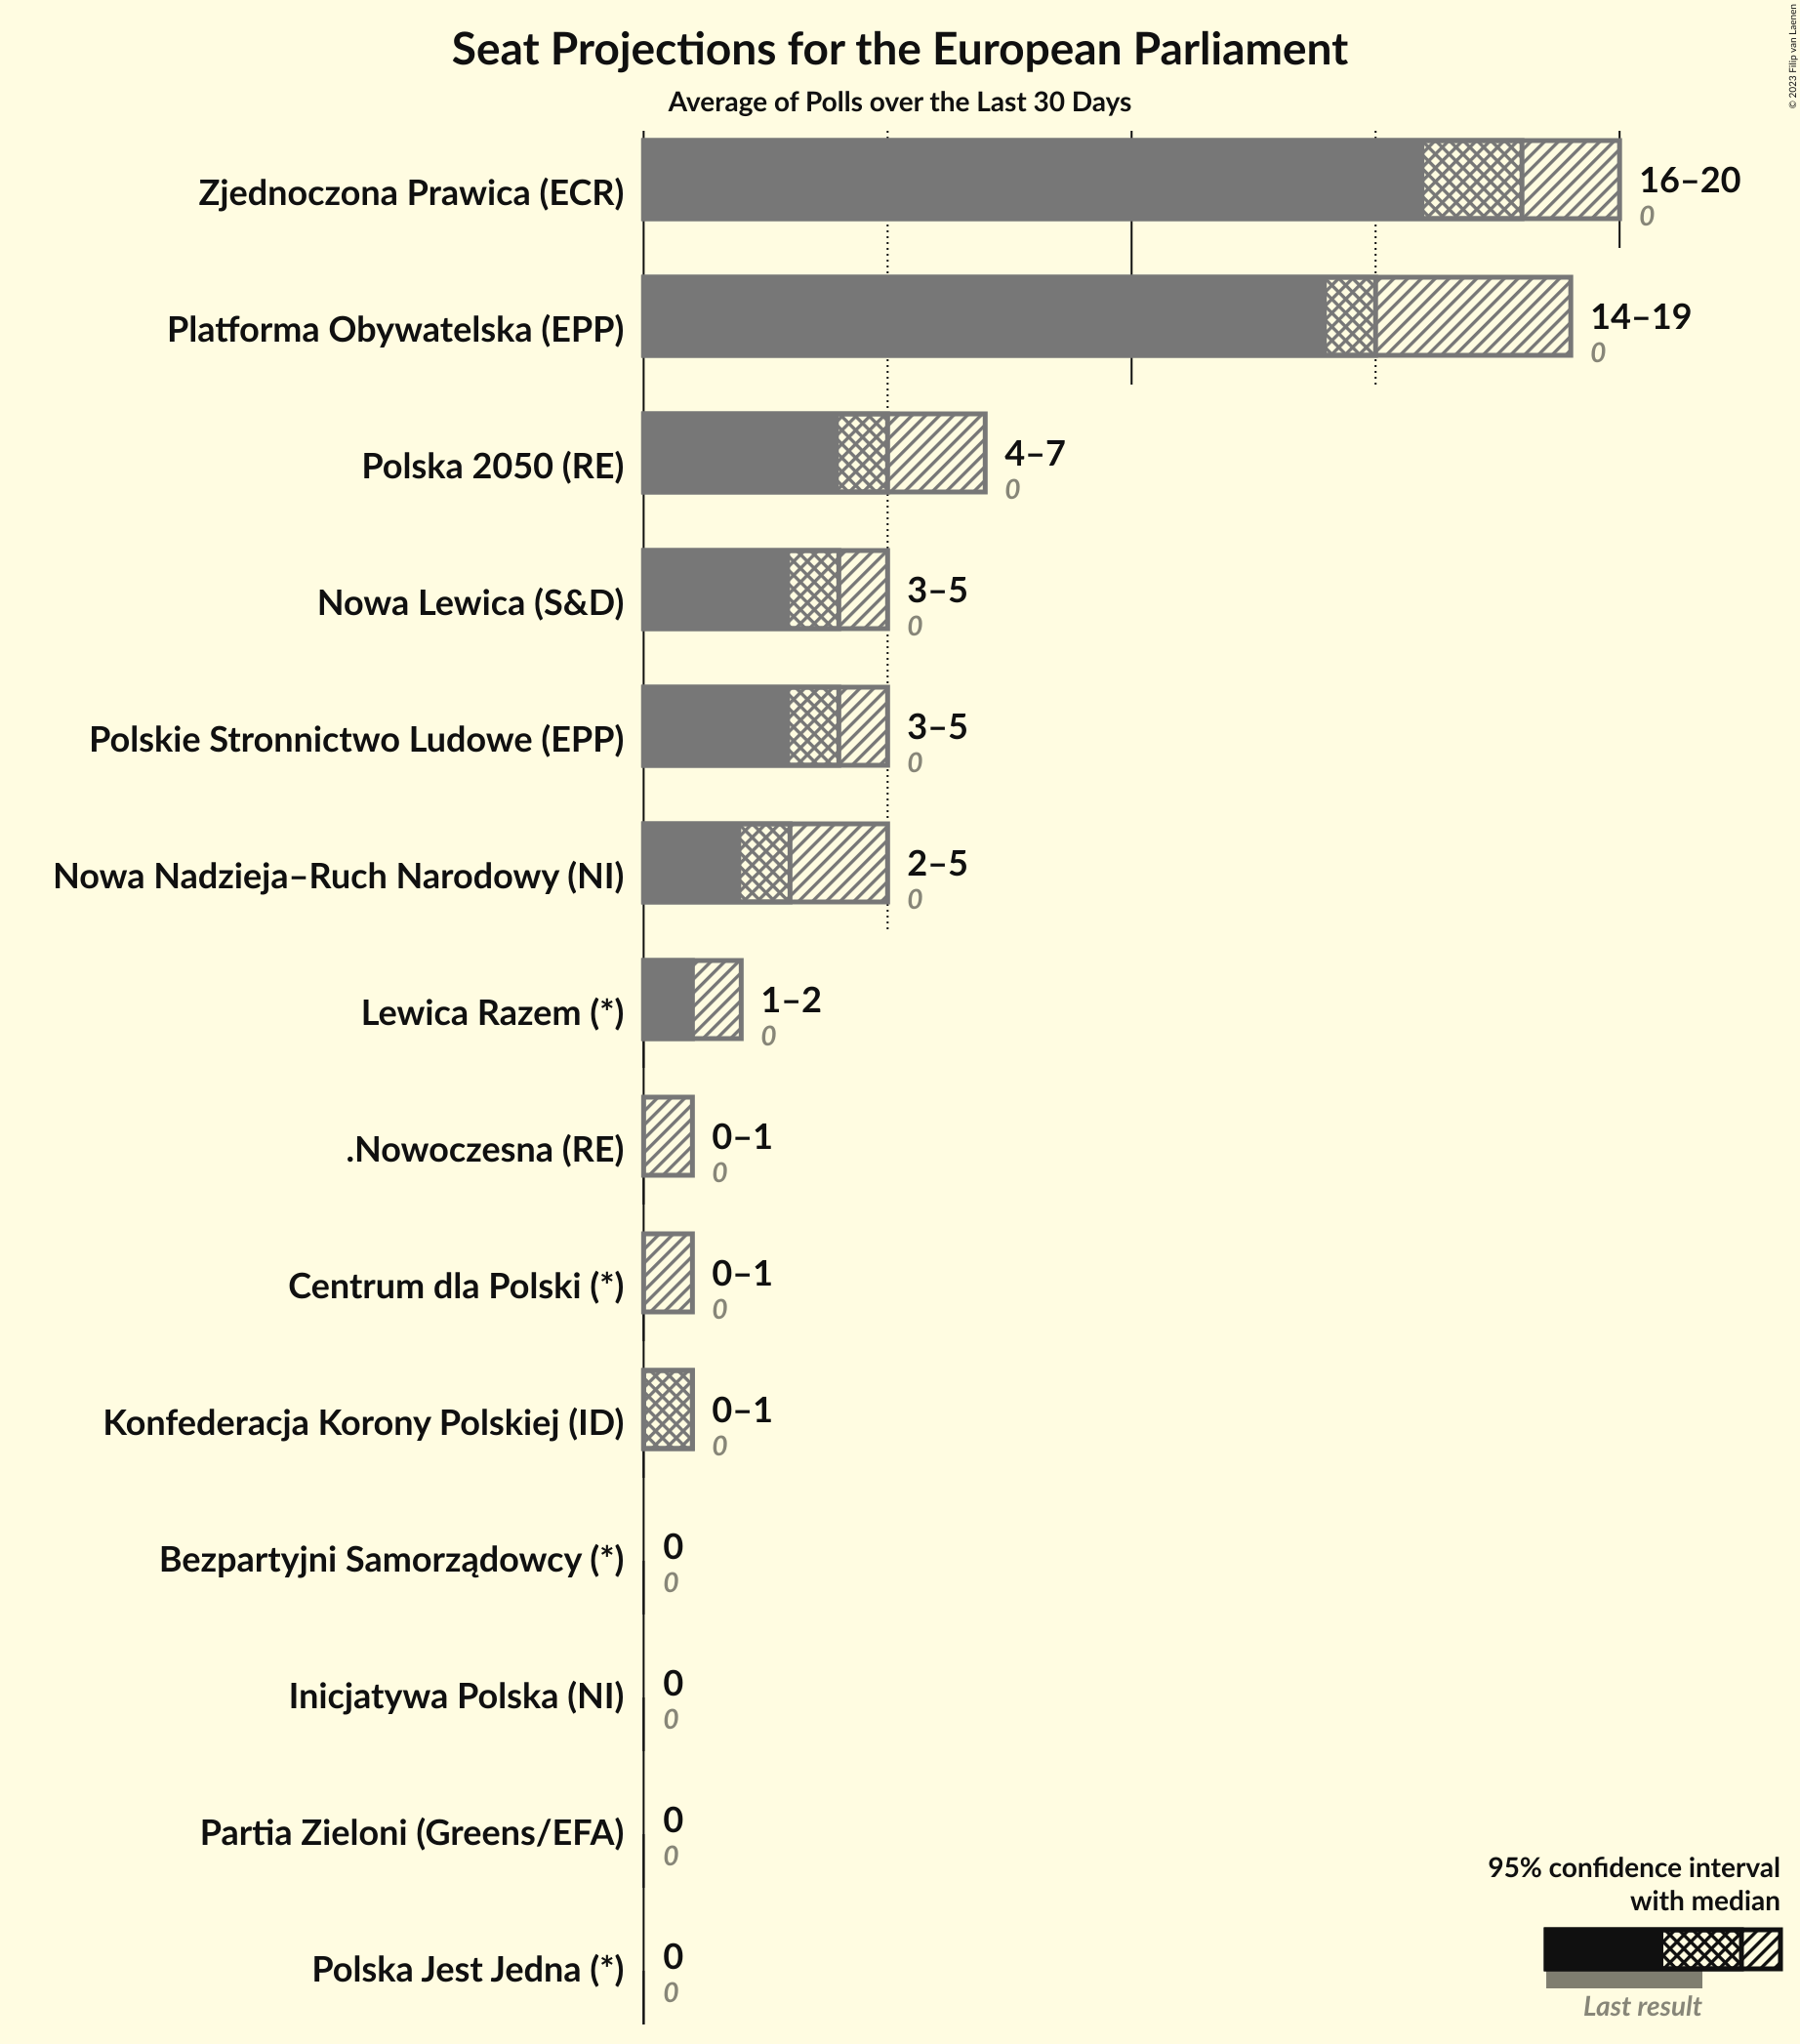 Seat Projections for the European Parliament
Average of Polls over the Last 30 Days
© 2023 Filip van Laenen
Zjednoczona Prawica (ECR)
16–20
0
Platforma Obywatelska (EPP)
14–19
0
Polska 2050 (RE)
4–7
0
Nowa Lewica (S&D)
3–5
0
Polskie Stronnictwo Ludowe (EPP)
3–5
0
Nowa Nadzieja–Ruch Narodowy (NI)
2–5
0
Lewica Razem (*)
1–2
0
.Nowoczesna (RE)
0–1
0
Centrum dla Polski (*)
0–1
0
Konfederacja Korony Polskiej (ID)
0–1
0
Bezpartyjni Samorządowcy (*)
0
0
Inicjatywa Polska (NI)
0
0
Partia Zieloni (Greens/EFA)
0
0
Polska Jest Jedna (*)
0
0
95% confidence interval
with median
Last result